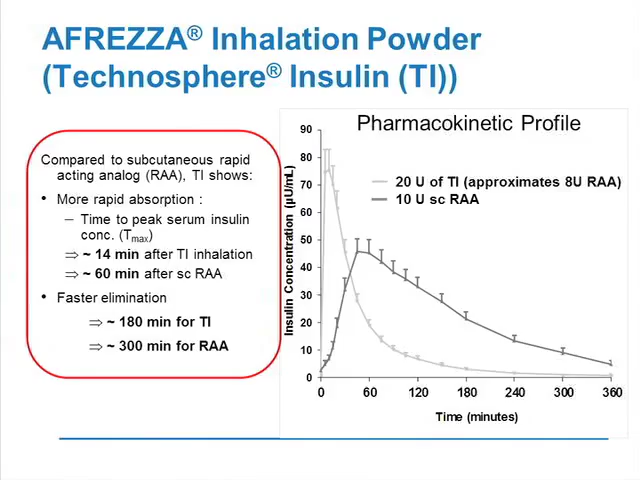 AFREZZA® Inhalation Powder
(Technosphere® Insulin (TI))
Compared to subcutaneous rapid
acting analog (RAA), TI shows:
• More rapid absorption :
– Time to peak serum insulin
conc. (Tmax)
⇒ ~ 14 min after TI inhalation
⇒ ~ 60 min after sc RAA
• Faster elimination
⇒ ~ 180 min for TI
⇒ ~ 300 min for RAA
Pharmacokinetic Profile
20 U of TI (approximates 8U RAA)
10 U sc RAA
Insulin Concentration (µU/mL)
90
80
70
60
50
40
30
20
10
0
0 60 120 180 240 300 360
Time (minutes)